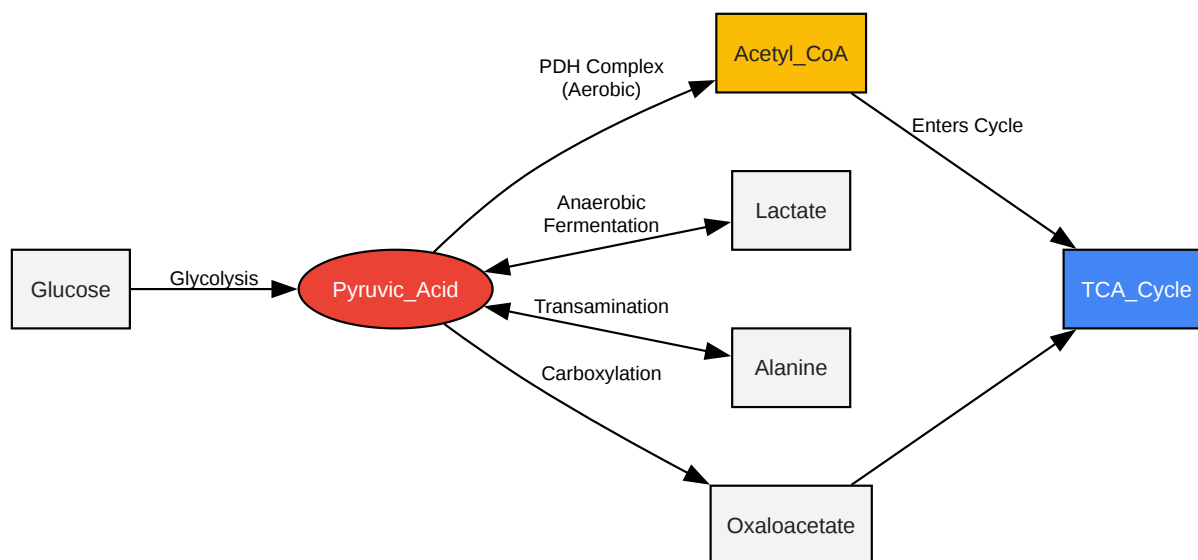 Acetyl_CoA
PDH Complex
(Aerobic)
Enters Cycle
Anaerobic
Fermentation
Lactate
Glucose
Glycolysis
Pyruvic_Acid
TCA_Cycle
Transamination
Alanine
Carboxylation
Oxaloacetate